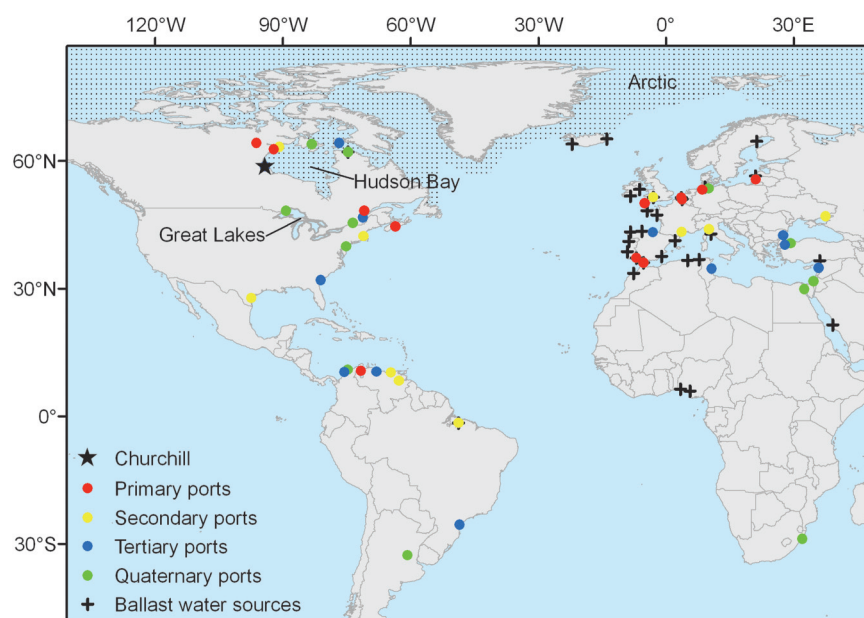 120°W 90°W 60°W 30°W 0° 30°E
Arctic
60°N
Hudson Bay
Great Lakes
30°N
0°
Churchill
Primary ports
Secondary ports
Tertiary ports
30°S
Quaternary ports
Ballast water sources